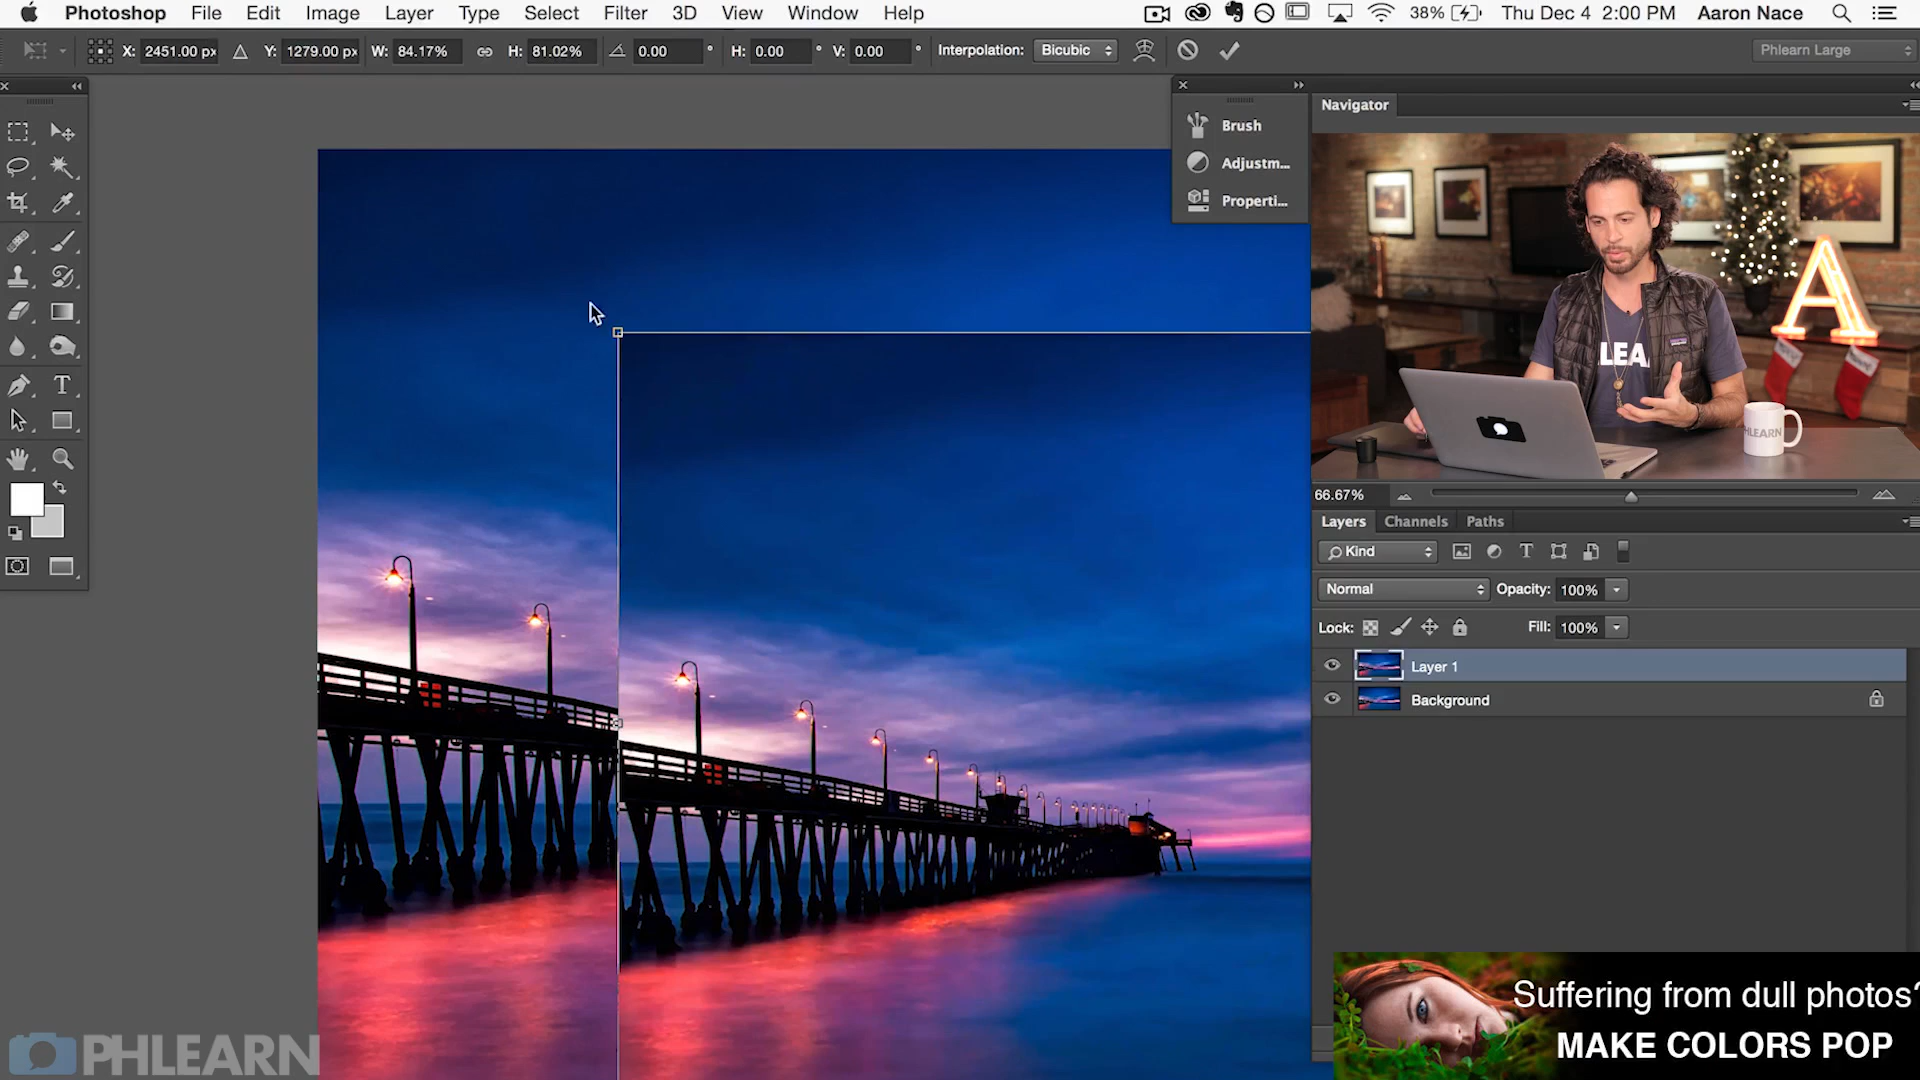 Photoshop File Edit Image Layer Type Select Filter 3D View Window Help 38% Thu Dec 4 2:00 PM Aaron Nace
X: 2451.00 px Y: 1279.00 px W: 84.17% H: 81.02% 0.00 ° H: 0.00 ° V: 0.00 ° Interpolation: Bicubic Phlearn Large
Navigator
Brush
Adjustm...
Properti...
A
PHLEARN
66.67%
Layers Channels Paths
Kind
Normal Opacity: 100%
Lock: Fill: 100%
Layer 1
Background
Suffering from dull photos?
MAKE COLORS POP
PHLEARN